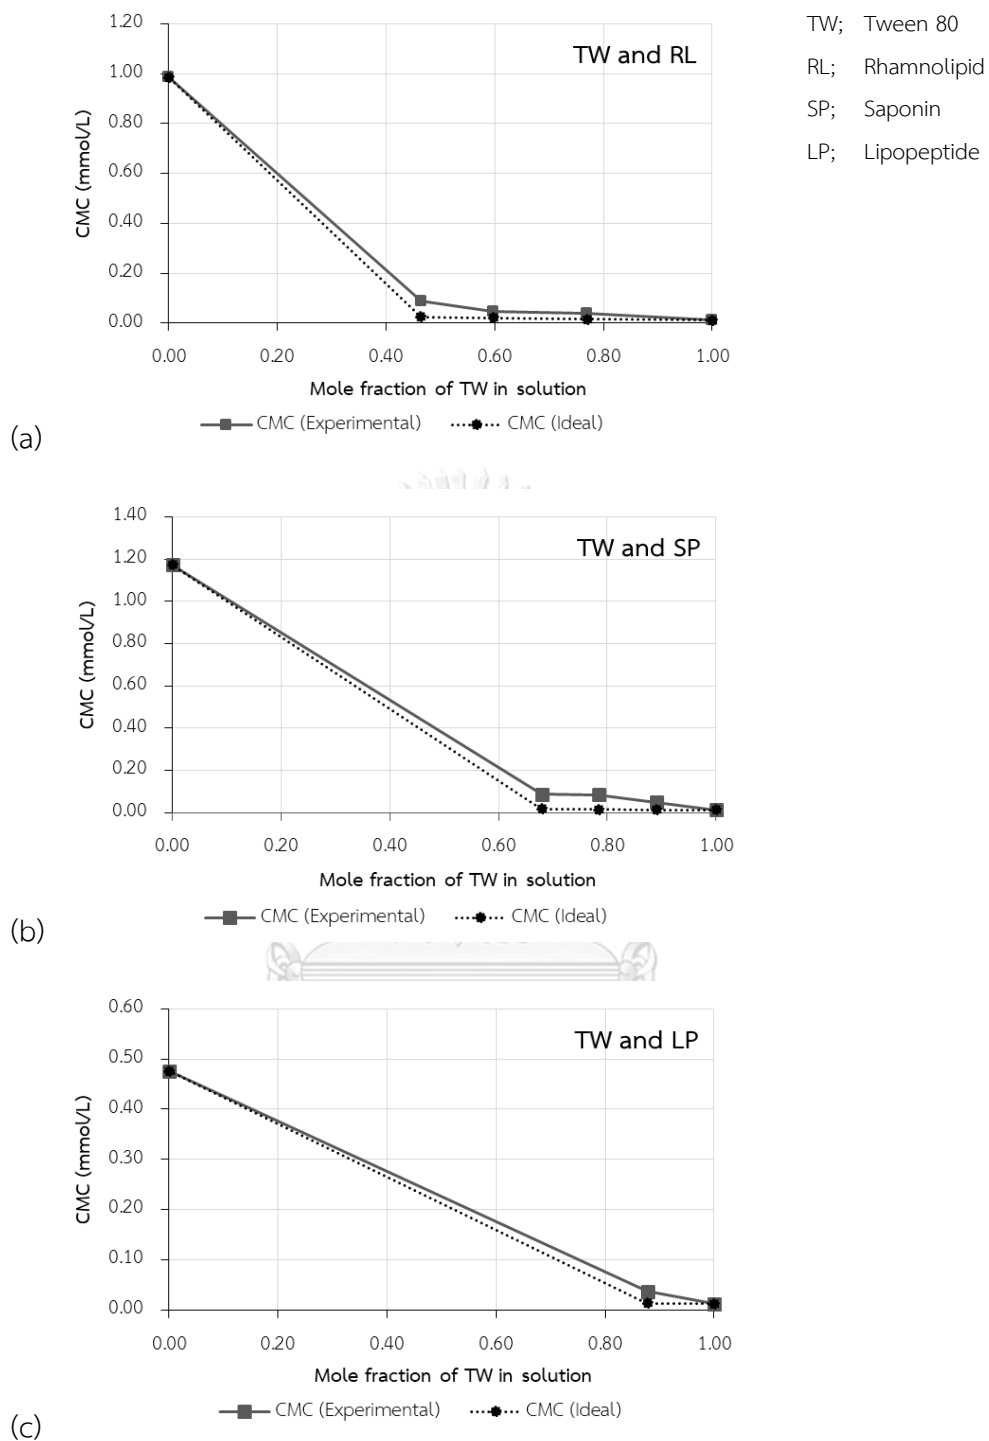 TW; Tween 80
RL; Rhamnolipid
SP; Saponin
LP; Lipopeptide
TW and RL
CMC (mmol/L)
1.20
1.00
0.80
0.60
0.40
0.20
0.00
0.00 0.20 0.40 0.60 0.80 1.00
Mole fraction of TW in solution
CMC (Experimental) CMC (Ideal)
(a)
TW and SP
CMC (mmol/L)
1.40
1.20
1.00
0.80
0.60
0.40
0.20
0.00
0.00 0.20 0.40 0.60 0.80 1.00
Mole fraction of TW in solution
CMC (Experimental) CMC (Ideal)
(b)
TW and LP
CMC (mmol/L)
0.60
0.50
0.40
0.30
0.20
0.10
0.00
0.00 0.20 0.40 0.60 0.80 1.00
Mole fraction of TW in solution
CMC (Experimental) CMC (Ideal)
(c)